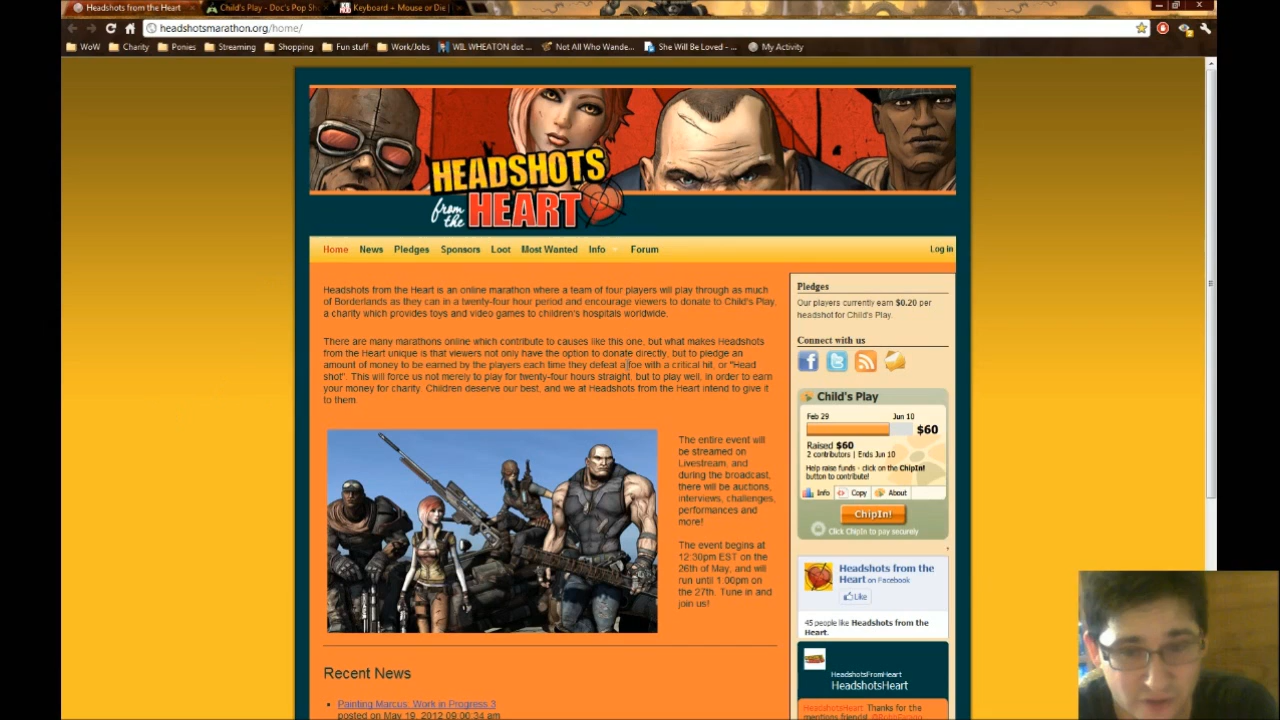 Headshots from the Heart
Child's Play - Doc's Pop Sh
Keyboard + Mouse or Die
headshotsmarathon.org/home/
WoW
Charity
Ponies
Streaming
Shopping
Fun stuff
Work/Jobs
WIL WHEATON dot ...
Not All Who Wande...
She Will Be Loved - ...
My Activity
HEADSHOTS
from the HEART
Home News Pledges Sponsors Loot Most Wanted Info Forum Log in
Headshots from the Heart is an online marathon where a team of four players will play through as much
of Borderlands as they can in a twenty-four hour period and encourage viewers to donate to Child's Play,
a charity which provides toys and video games to children's hospitals worldwide.
There are many marathons online which contribute to causes like this one, but what makes Headshots
from the Heart unique is that viewers not only have the option to donate directly, but to pledge an
amount of money to be earned by the players each time they defeat a foe with a critical hit, or "Head
shot". This will force us not merely to play for twenty-four hours straight, but to play well, in order to earn
your money for charity. Children deserve our best, and we at Headshots from the Heart intend to give it
to them.
The entire event will
be streamed on
Livestream, and
during the broadcast,
there will be auctions,
interviews, challenges,
performances and
more!
The event begins at
12:30pm EST on the
26th of May, and will
run until 1:00pm on
the 27th. Tune in and
join us!
Recent News
Painting Marcus: Work in Progress 3
posted on May 19, 2012 09:00:34 am
Pledges
Our players currently earn $0.20 per
headshot for Child's Play.
Connect with us
Child's Play
Feb 29 Jun 10
$60
Raised $60
2 contributors | Ends Jun 10
Help raise funds - click on the ChipIn!
button to contribute!
Info Copy About
ChipIn!
Click ChipIn to pay securely
Headshots from the
Heart on Facebook
Like
45 people like Headshots from the
Heart.
HeadshotsFromHeart
HeadshotsHeart
HeadshotsHeart: Thanks for the
mentions friend!